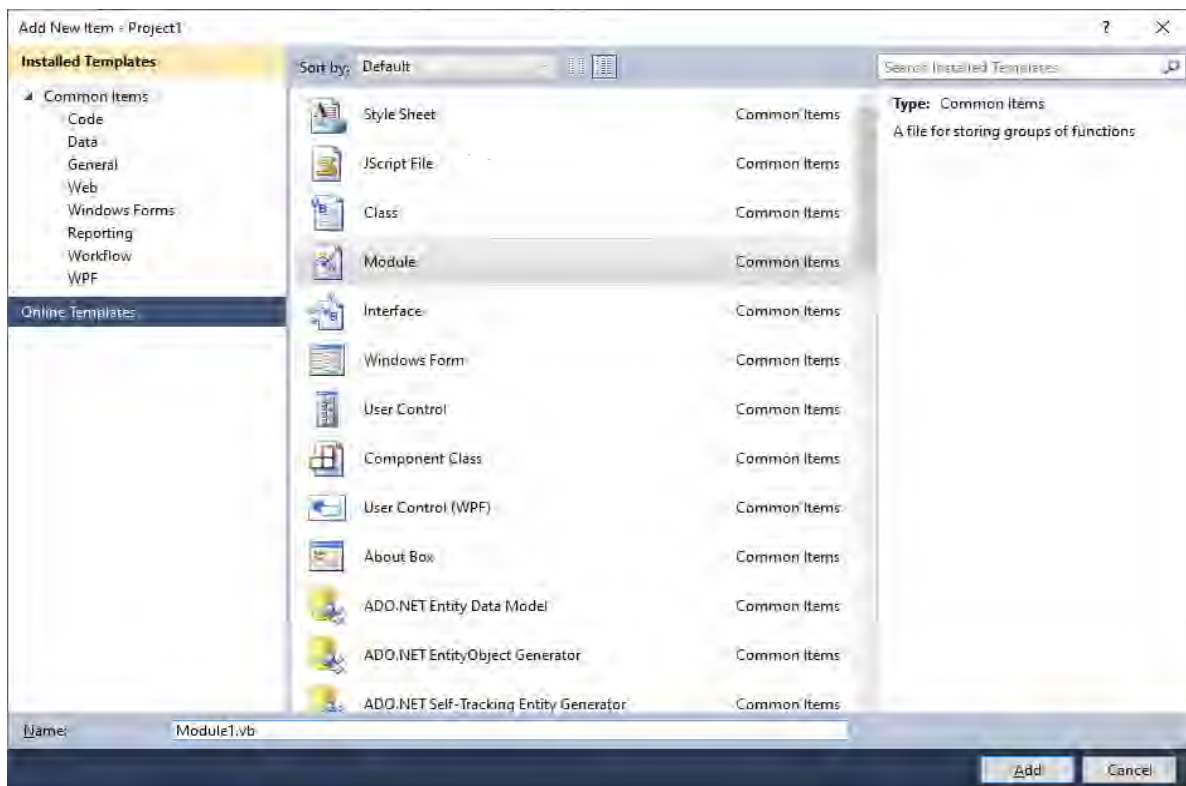 Add New Item - Project1
?
Installed Templates
Sort by: Default
Search Installed Templates
Common Items
Code
Data
General
Web
Windows Forms
Reporting
Workflow
WPF
Online Templates
Style Sheet Common Items
JScript File Common Items
Class Common Items
Module Common Items
Interface Common Items
Windows Form Common Items
User Control Common Items
Component Class Common Items
User Control (WPF) Common Items
About Box Common Items
ADO.NET Entity Data Model Common Items
ADO.NET EntityObject Generator Common Items
ADO.NET Self-Tracking Entity Generator Common Items
Type: Common Items
A file for storing groups of functions
Name: Module1.vb
Add Cancel